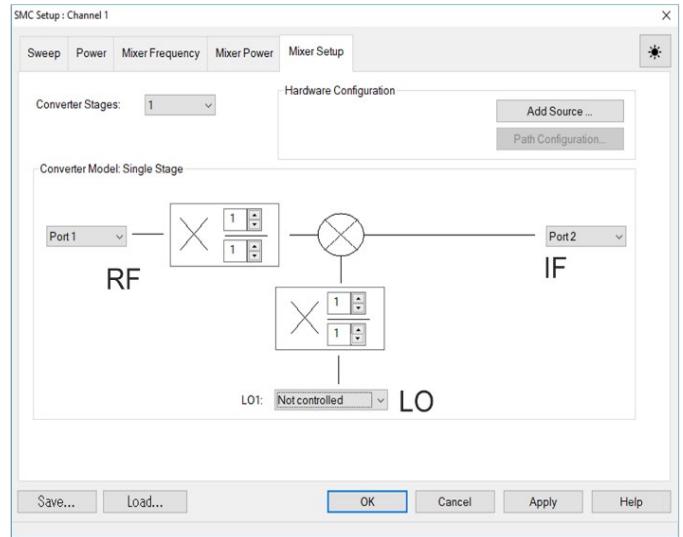 SMC Setup : Channel 1
Sweep Power Mixer Frequency Mixer Power Mixer Setup
Converter Stages: 1
Hardware Configuration
Add Source ...
Path Configuration...
Converter Model: Single Stage
Port 1
1
1
Port 2
RF
IF
1
1
LO1: Not controlled LO
Save... Load... OK Cancel Apply Help